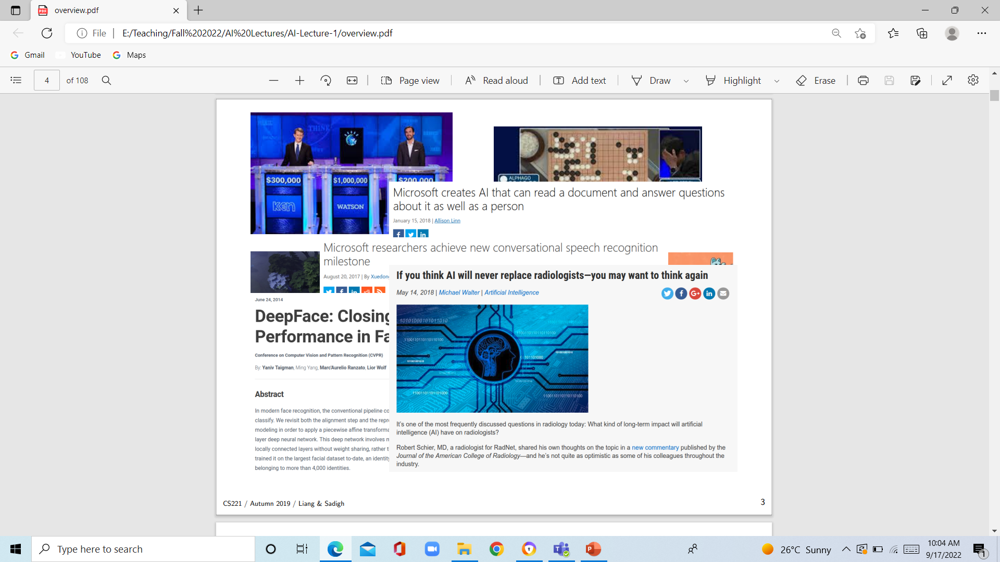 overview.pdf
File
E:/Teaching/Fall%202022/AI%20Lectures/AI-Lecture-1/overview.pdf
Gmail
YouTube
Maps
4
of 108
Page view
Read aloud
Add text
Draw
Highlight
Erase
THINK
$300,000
$1,000,000
$200,000
Ken
WATSON
ALPHAGO
Microsoft creates AI that can read a document and answer questions
about it as well as a person
January 15, 2018 | Allison Linn
Microsoft researchers achieve new conversational speech recognition
milestone
August 20, 2017 | By Xuedon
If you think AI will never replace radiologists—you may want to think again
May 14, 2018 | Michael Walter | Artificial Intelligence
June 24, 2014
DeepFace: Closing
Performance in Fa
Conference on Computer Vision and Pattern Recognition (CVPR)
By: Yaniv Taigman, Ming Yang, Marc'Aurelio Ranzato, Lior Wolf
Abstract
In modern face recognition, the conventional pipeline co
classify. We revisit both the alignment step and the repr
modeling in order to apply a piecewise affine transforma
layer deep neural network. This deep network involves m
locally connected layers without weight sharing, rather t
trained it on the largest facial dataset to-date, an identity
belonging to more than 4,000 identities.
It's one of the most frequently discussed questions in radiology today: What kind of long-term impact will artificial
intelligence (AI) have on radiologists?
Robert Schier, MD, a radiologist for RadNet, shared his own thoughts on the topic in a new commentary published by the
Journal of the American College of Radiology—and he's not quite as optimistic as some of his colleagues throughout the
industry.
CS221 / Autumn 2019 / Liang & Sadigh
3
Type here to search
26°C Sunny
10:04 AM
9/17/2022
1